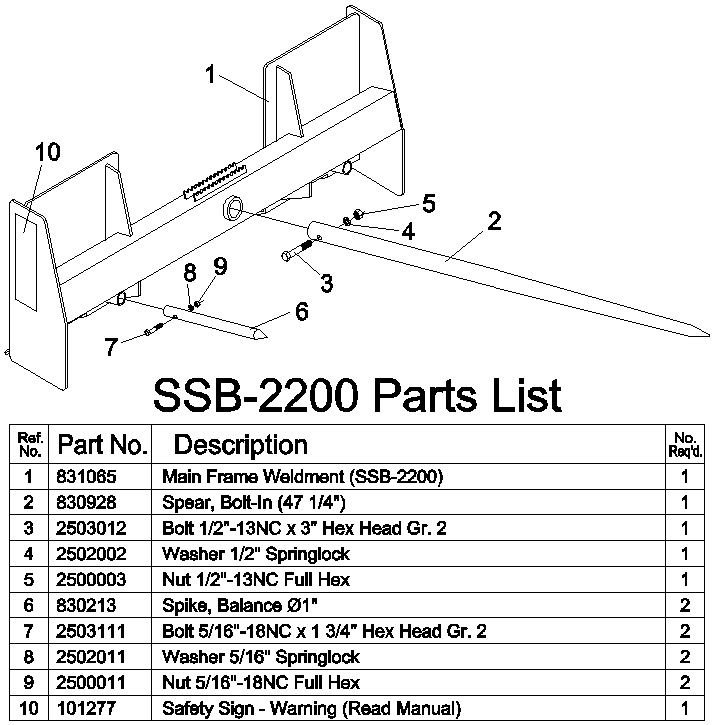 1
10
5
2
4
8
9
3
6
7
SSB-2200 Parts List
Ref. No. Part No. Description No. Req'd.
1 831065 Main Frame Weldment (SSB-2200) 1
2 830928 Spear, Bolt-In (47 1/4") 1
3 2503012 Bolt 1/2"-13NC x 3" Hex Head Gr. 2 1
4 2502002 Washer 1/2" Springlock 1
5 2500003 Nut 1/2"-13NC Full Hex 1
6 830213 Spike, Balance Ø1" 2
7 2503111 Bolt 5/16"-18NC x 1 3/4" Hex Head Gr. 2 2
8 2502011 Washer 5/16" Springlock 2
9 2500011 Nut 5/16"-18NC Full Hex 2
10 101277 Safety Sign - Warning (Read Manual) 1